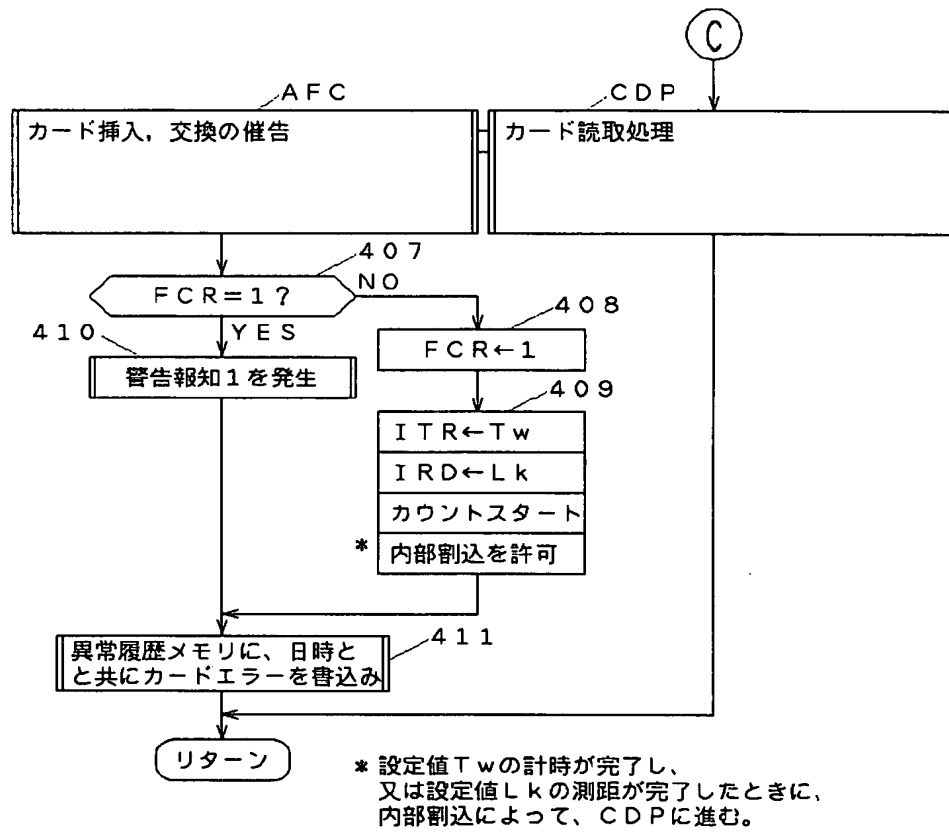 C
AFC
CDP
カード挿入，交換の催告
カード読取処理
407
FCR=1?
NO
YES
408
FCR←1
410
警告報知1を発生
409
ITR←Tw
IRD←Lk
カウントスタート
* 内部割込を許可
411
異常履歴メモリに、日時と
と共にカードエラーを書込み
リターン
* 設定値Twの計時が完了し、
又は設定値Lkの測距が完了したときに、
内部割込によって、CDPに進む。